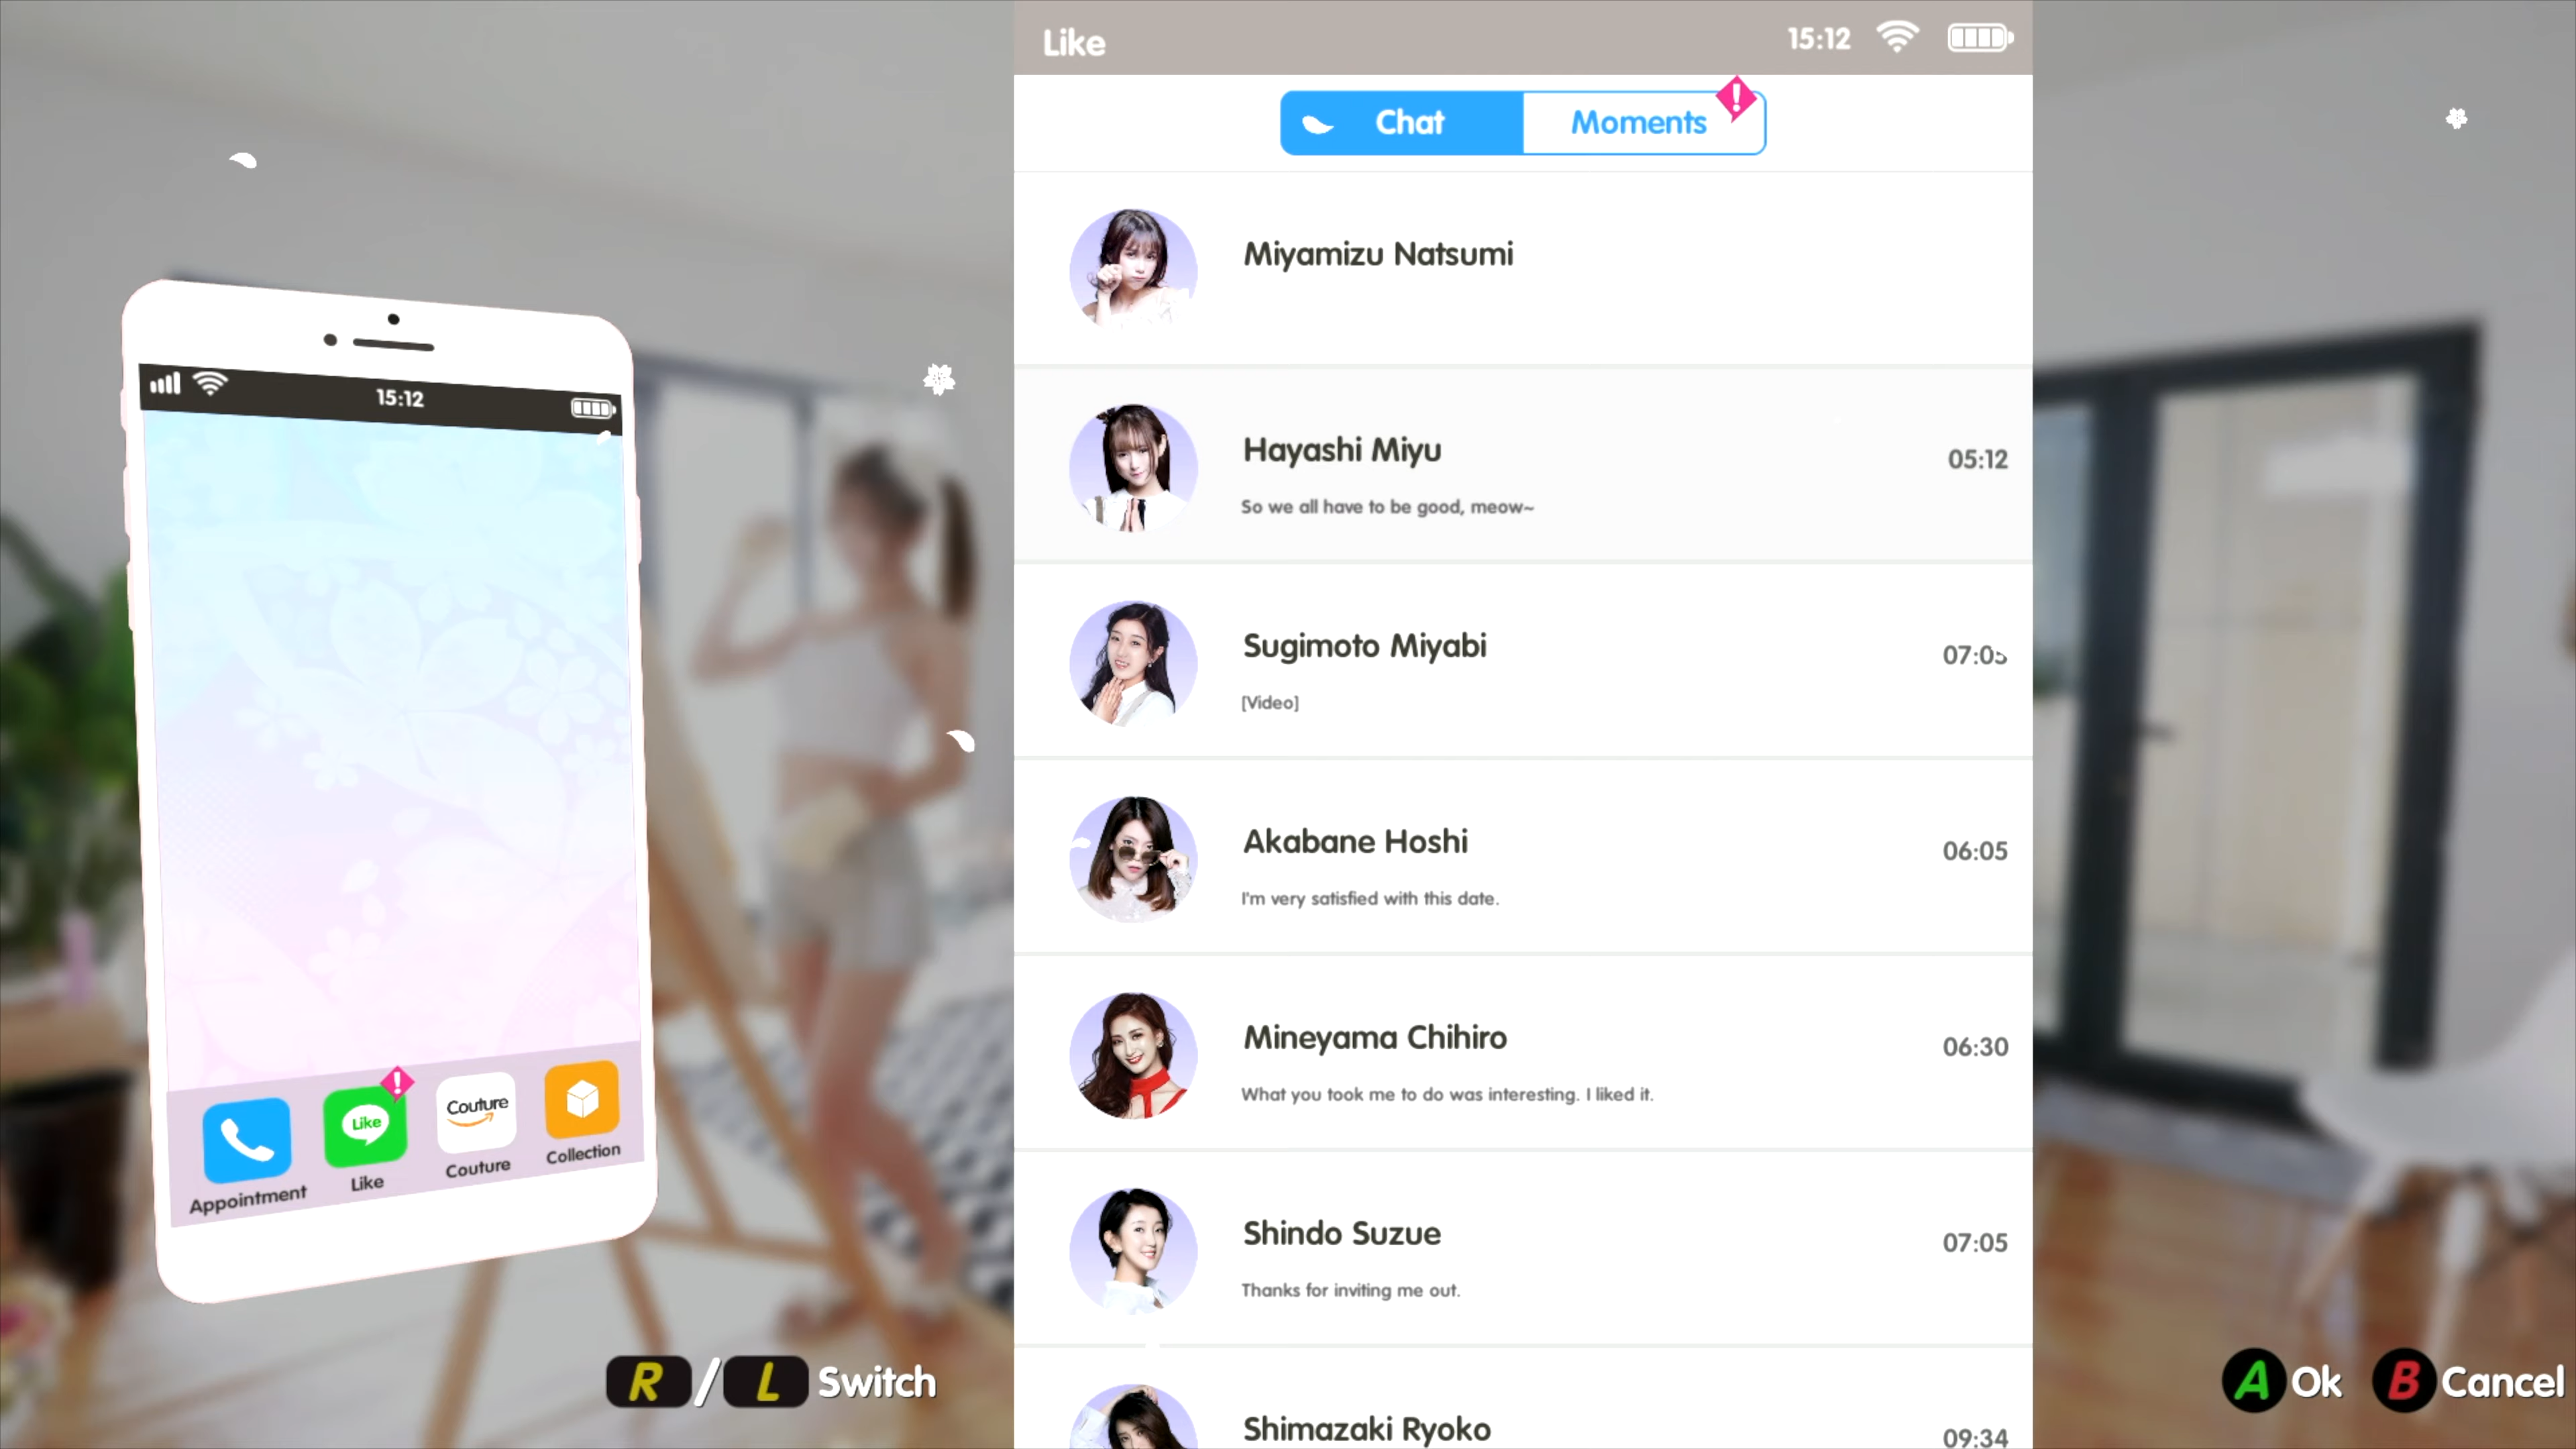 Like
15:12
Chat
Moments
Miyamizu Natsumi
Hayashi Miyu
05:12
So we all have to be good, meow~
Sugimoto Miyabi
07:05
[Video]
Akabane Hoshi
06:05
I'm very satisfied with this date.
Mineyama Chihiro
06:30
What you took me to do was interesting. I liked it.
Shindo Suzue
07:05
Thanks for inviting me out.
Shimazaki Ryoko
09:34
15:12
Like
Couture
Appointment
Like
Couture
Collection
R/L Switch
A Ok B Cancel